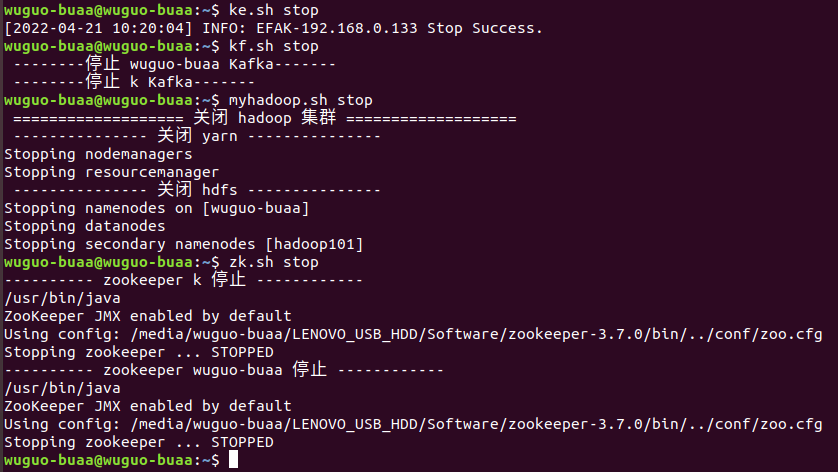 wuguo-buaa@wuguo-buaa:~$ ke.sh stop
[2022-04-21 10:20:04] INFO: EFAK-192.168.0.133 Stop Success.
wuguo-buaa@wuguo-buaa:~$ kf.sh stop
 --------停止 wuguo-buaa Kafka-------
 --------停止 k Kafka-------
wuguo-buaa@wuguo-buaa:~$ myhadoop.sh stop
 =================== 关闭 hadoop 集群 ===================
 --------------- 关闭 yarn ---------------
Stopping nodemanagers
Stopping resourcemanager
 --------------- 关闭 hdfs ---------------
Stopping namenodes on [wuguo-buaa]
Stopping datanodes
Stopping secondary namenodes [hadoop101]
wuguo-buaa@wuguo-buaa:~$ zk.sh stop
---------- zookeeper k 停止 ------------
/usr/bin/java
ZooKeeper JMX enabled by default
Using config: /media/wuguo-buaa/LENOVO_USB_HDD/Software/zookeeper-3.7.0/bin/../conf/zoo.cfg
Stopping zookeeper ... STOPPED
---------- zookeeper wuguo-buaa 停止 ------------
/usr/bin/java
ZooKeeper JMX enabled by default
Using config: /media/wuguo-buaa/LENOVO_USB_HDD/Software/zookeeper-3.7.0/bin/../conf/zoo.cfg
Stopping zookeeper ... STOPPED
wuguo-buaa@wuguo-buaa:~$